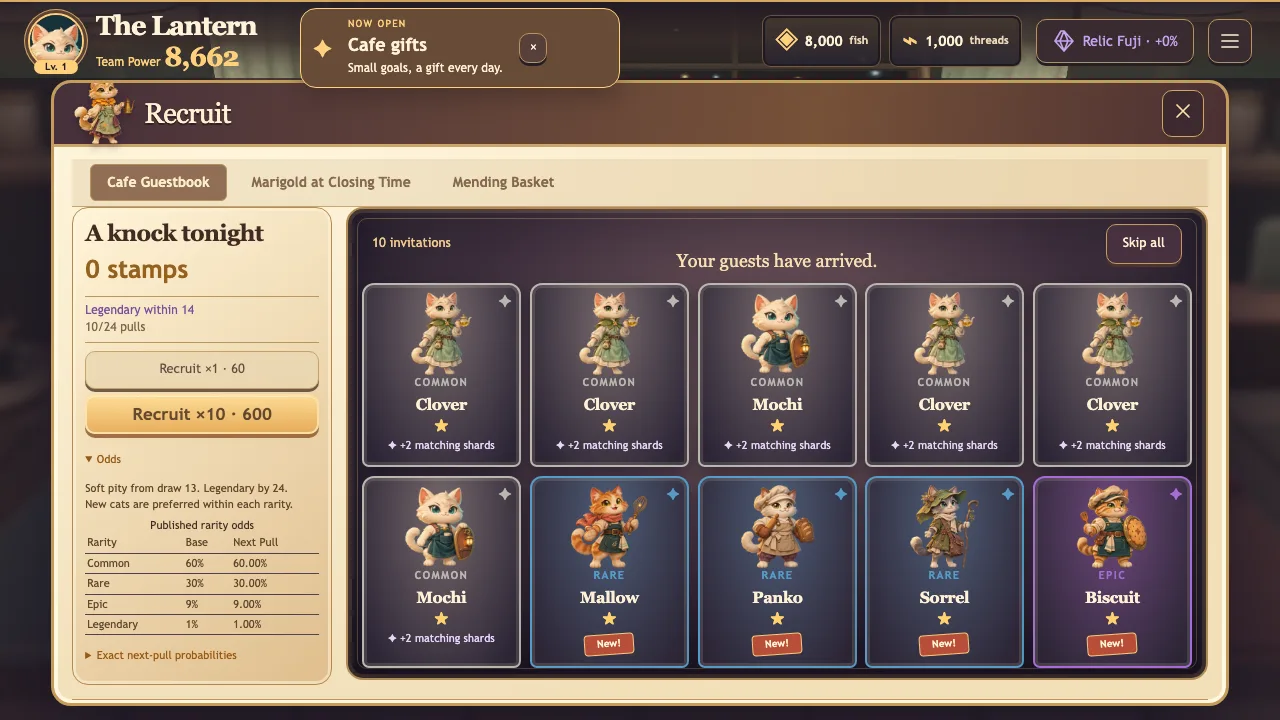 The Lantern
Team Power 8,662
Lv. 1
NOW OPEN
Cafe gifts
Small goals, a gift every day.
×
8,000 fish
1,000 threads
Relic Fuji · +0%
Recruit
Cafe Guestbook
Marigold at Closing Time
Mending Basket
A knock tonight
0 stamps
Legendary within 14
10/24 pulls
Recruit ×1 · 60
Recruit ×10 · 600
▼ Odds
Soft pity from draw 13. Legendary by 24.
New cats are preferred within each rarity.
Published rarity odds
Rarity Base Next Pull
Common 60% 60.00%
Rare 30% 30.00%
Epic 9% 9.00%
Legendary 1% 1.00%
▶ Exact next-pull probabilities
10 invitations
Your guests have arrived.
Skip all
COMMON
Clover
+2 matching shards
COMMON
Clover
+2 matching shards
COMMON
Mochi
+2 matching shards
COMMON
Clover
+2 matching shards
COMMON
Clover
+2 matching shards
COMMON
Mochi
+2 matching shards
RARE
Mallow
New!
RARE
Panko
New!
RARE
Sorrel
New!
EPIC
Biscuit
New!